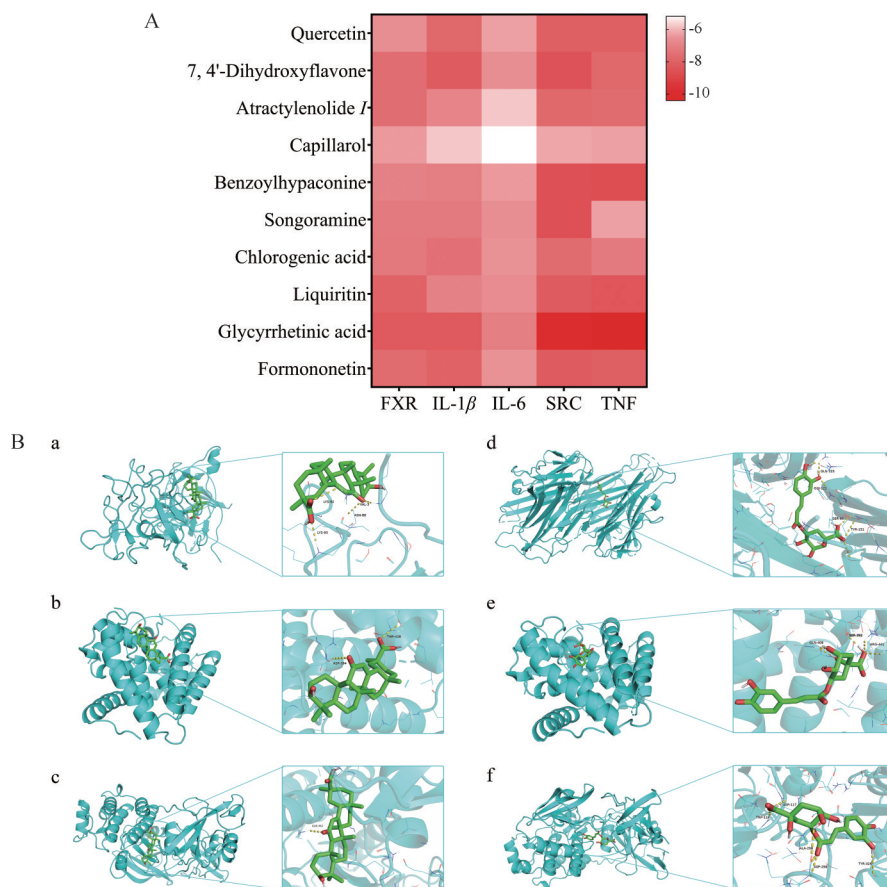 A
Quercetin
7, 4'-Dihydroxyflavone
Atractylenolide I
Capillarol
Benzoylhypaconine
Songoramine
Chlorogenic acid
Liquiritin
Glycyrrhetinic acid
Formononetin
FXR IL-1β IL-6 SRC TNF
-6
-8
-10
B
a
d
b
e
c
f